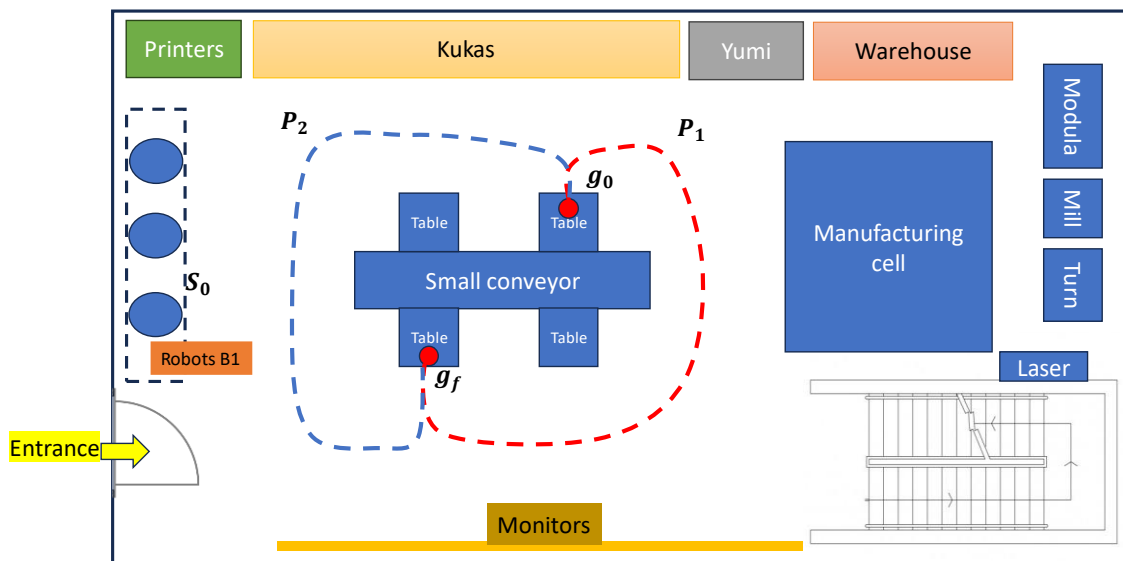 Printers
Kukas
Yumi
Warehouse
Modula
P₂
P₁
g₀
Table
Table
Mill
Manufacturing
cell
Small conveyor
S₀
Turn
Table
Table
Robots B1
g_f
Laser
Entrance
Monitors